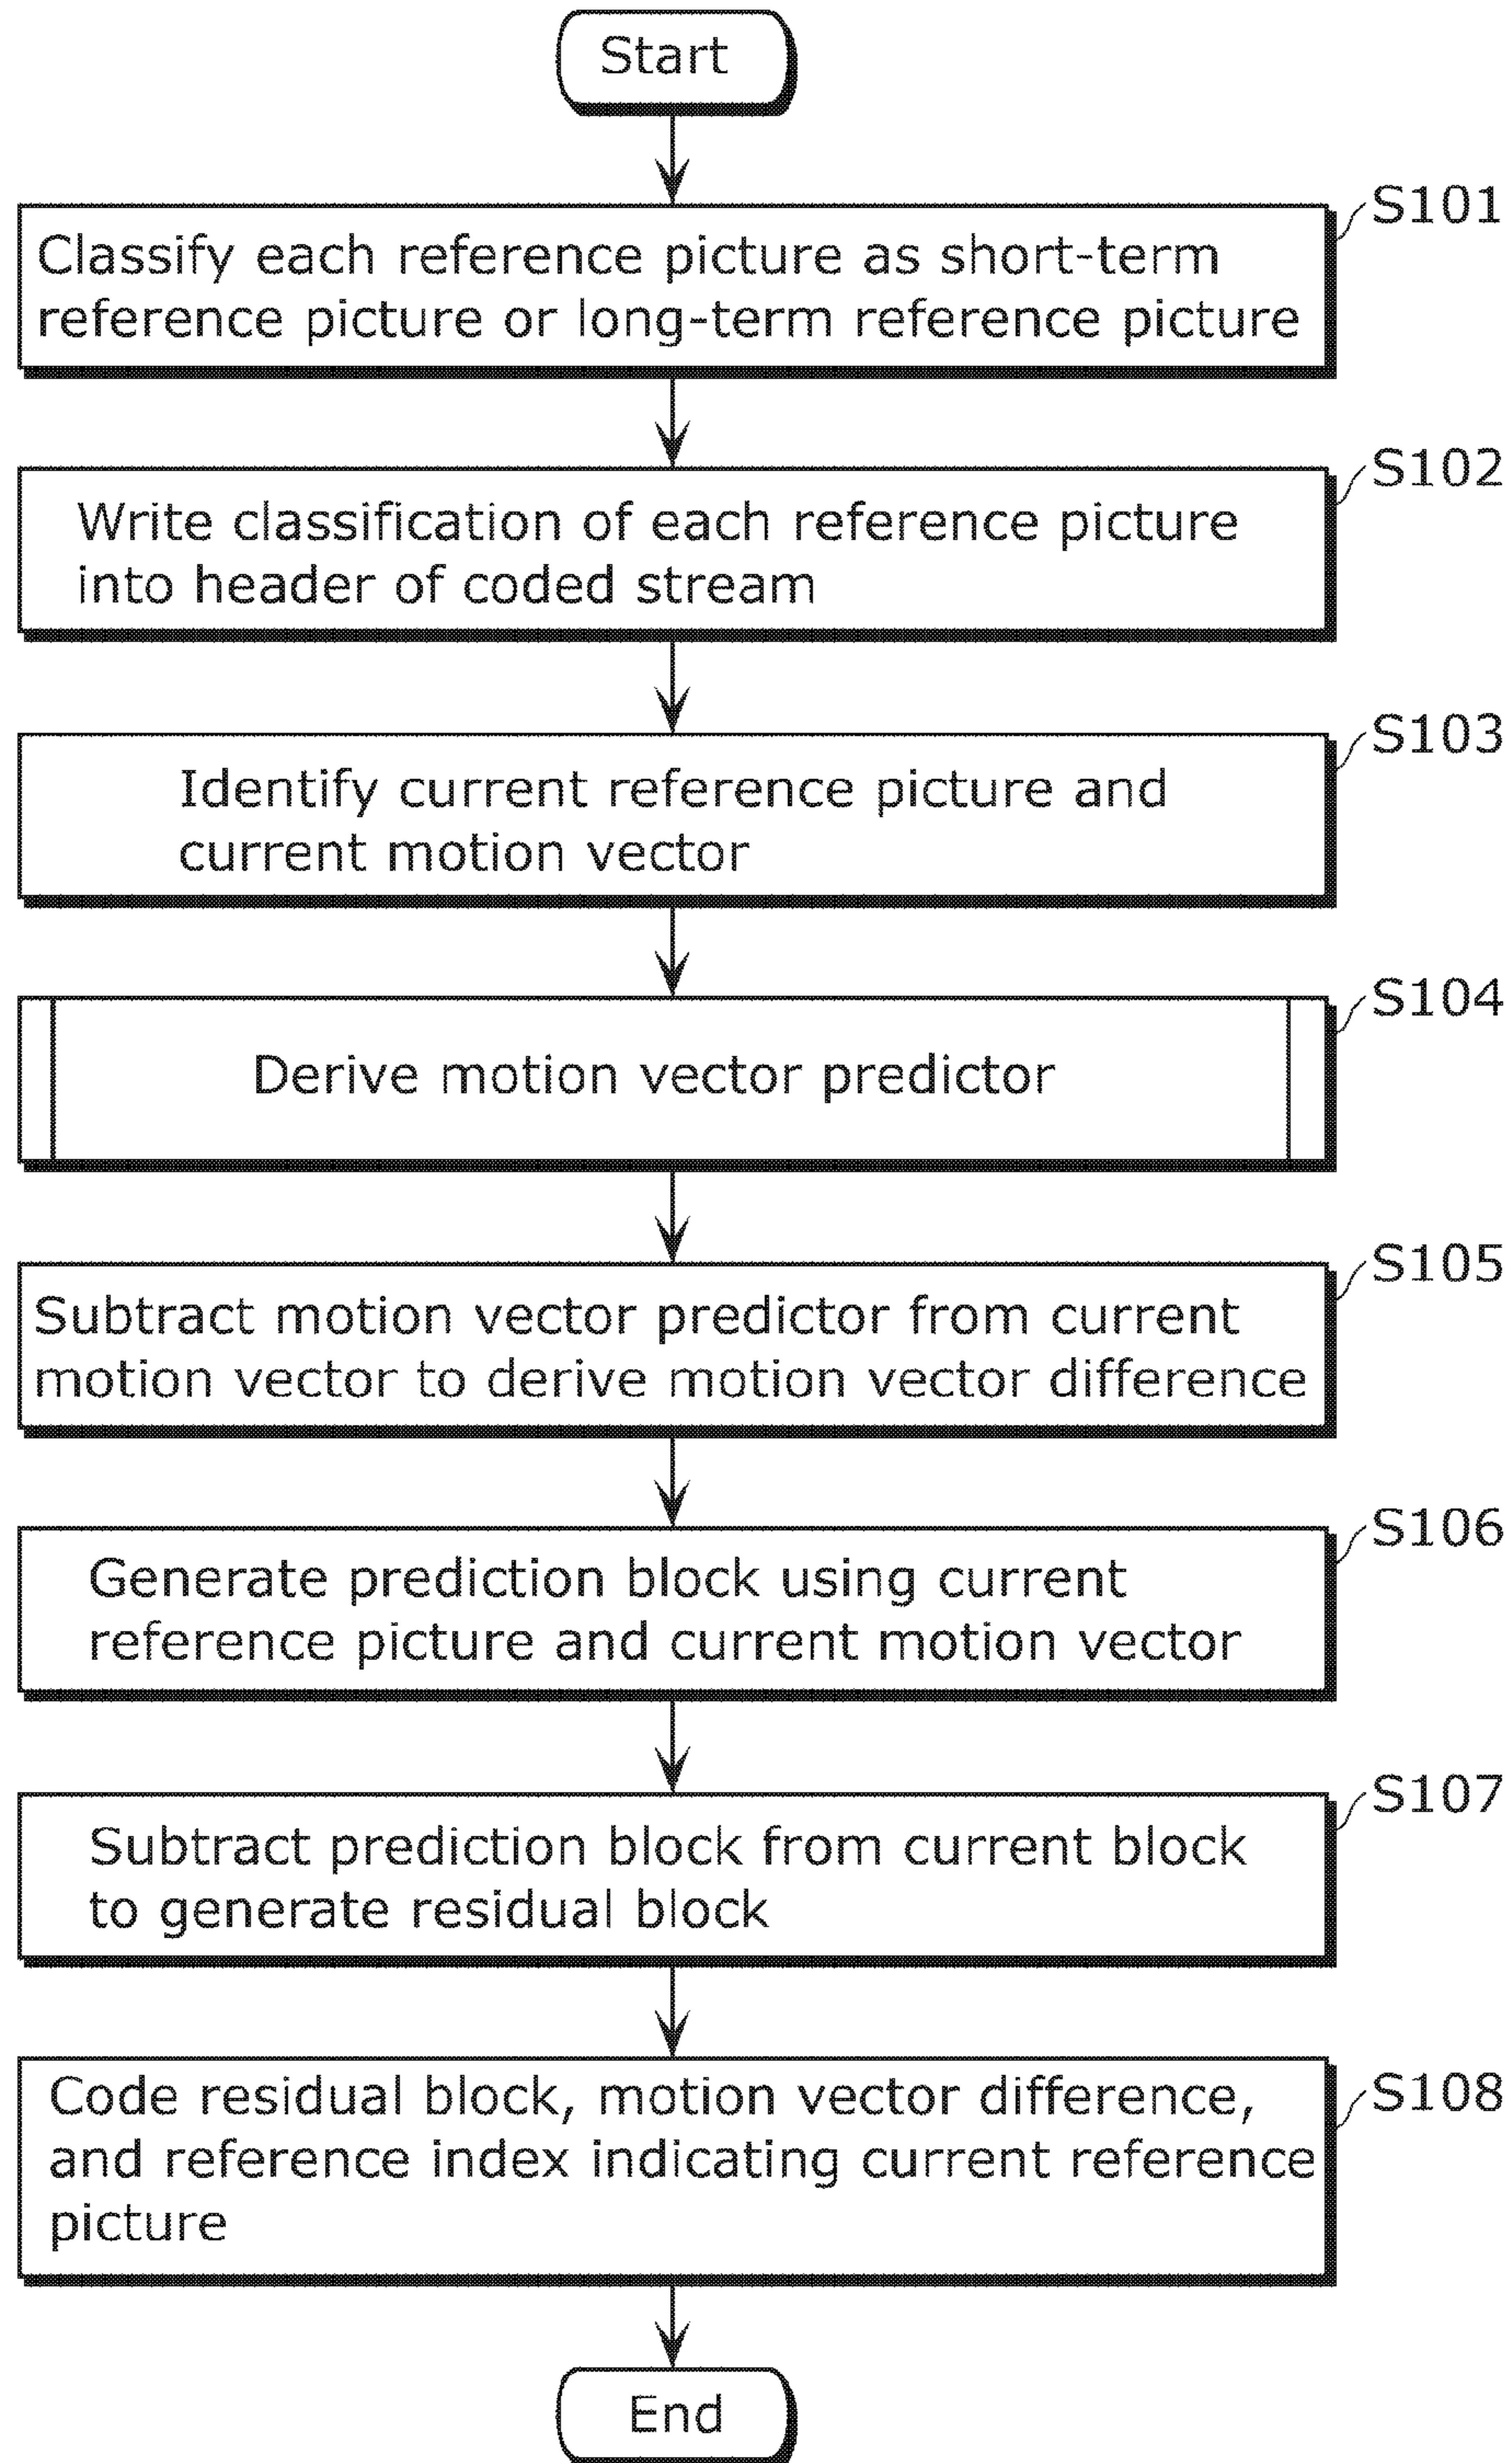 Start
S101
Classify each reference picture as short-term
reference picture or long-term reference picture
S102
Write classification of each reference picture
into header of coded stream
S103
Identify current reference picture and
current motion vector
S104
Derive motion vector predictor
S105
Subtract motion vector predictor from current
motion vector to derive motion vector difference
S106
Generate prediction block using current
reference picture and current motion vector
S107
Subtract prediction block from current block
to generate residual block
S108
Code residual block, motion vector difference,
and reference index indicating current reference
picture
End